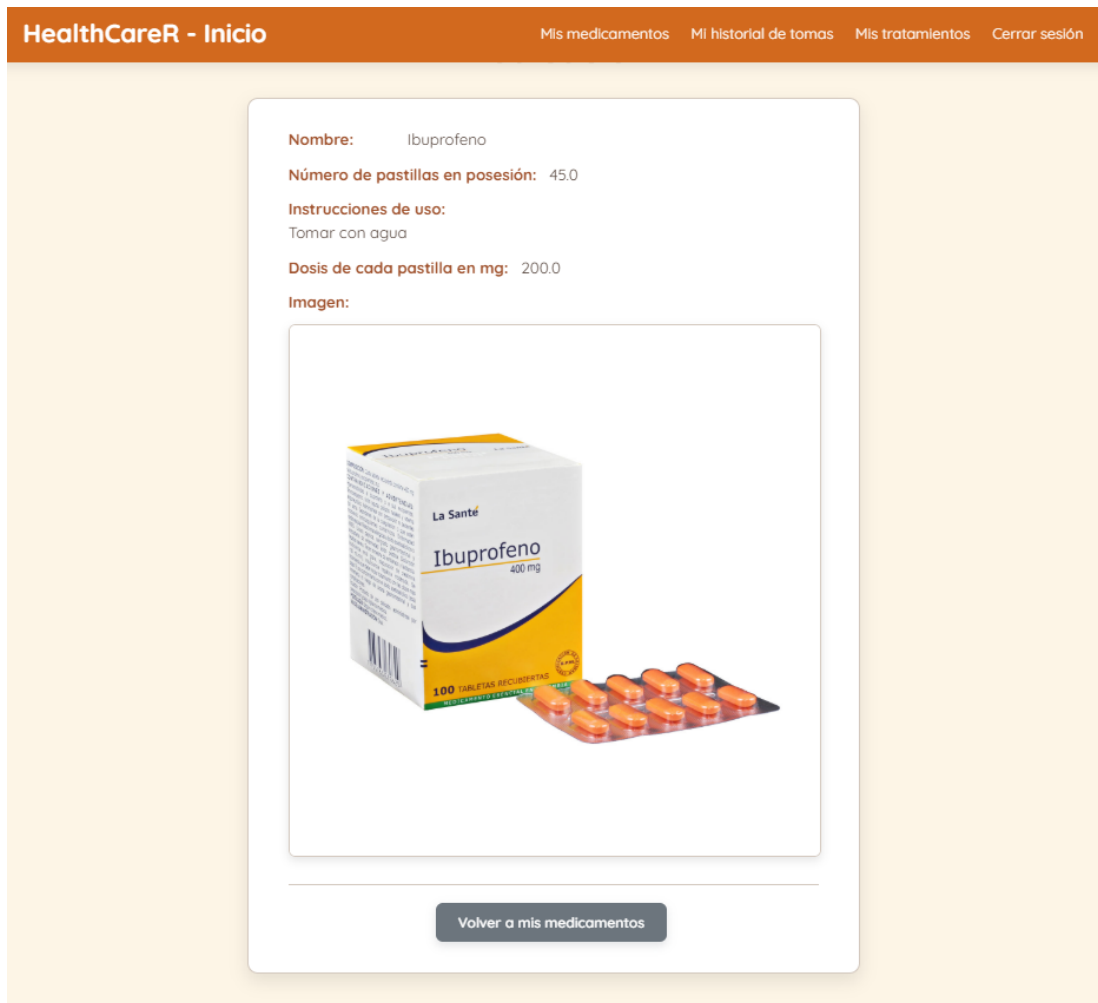 HealthCareR - Inicio
Mis medicamentos Mi historial de tomas Mis tratamientos Cerrar sesión
Nombre: Ibuprofeno
Número de pastillas en posesión: 45.0
Instrucciones de uso:
Tomar con agua
Dosis de cada pastilla en mg: 200.0
Imagen:
Ibuprofeno
La Santé
Ibuprofeno
400 mg
100 TABLETAS RECUBIERTAS
Volver a mis medicamentos